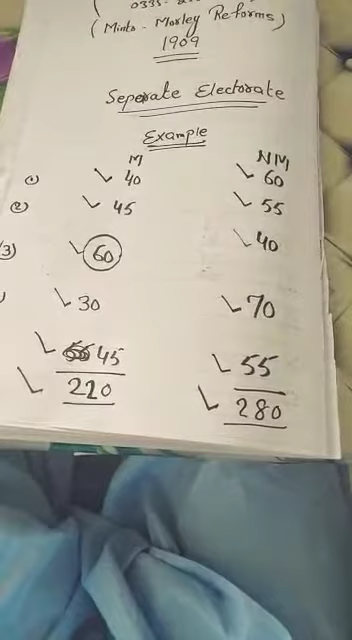 (Minto - Morley Reforms)
1909
Separate Electorate
Example
M NM
① 40 60
② 45 55
3) 60 40
) 30 70
45 55
220 280